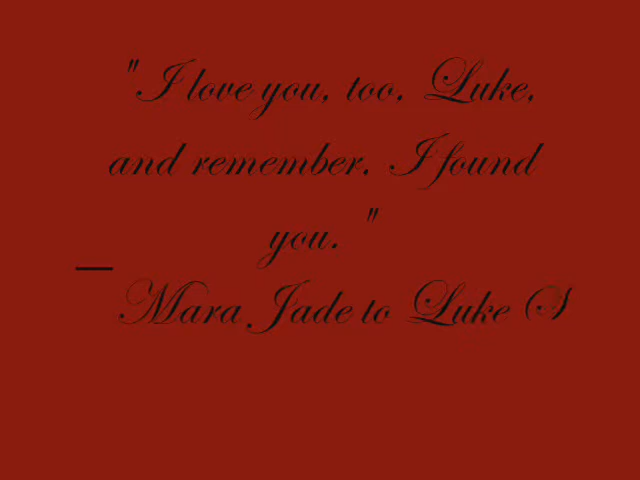 "I love you, too, Luke,
and remember, I found
you. "
— Mara Jade to Luke S